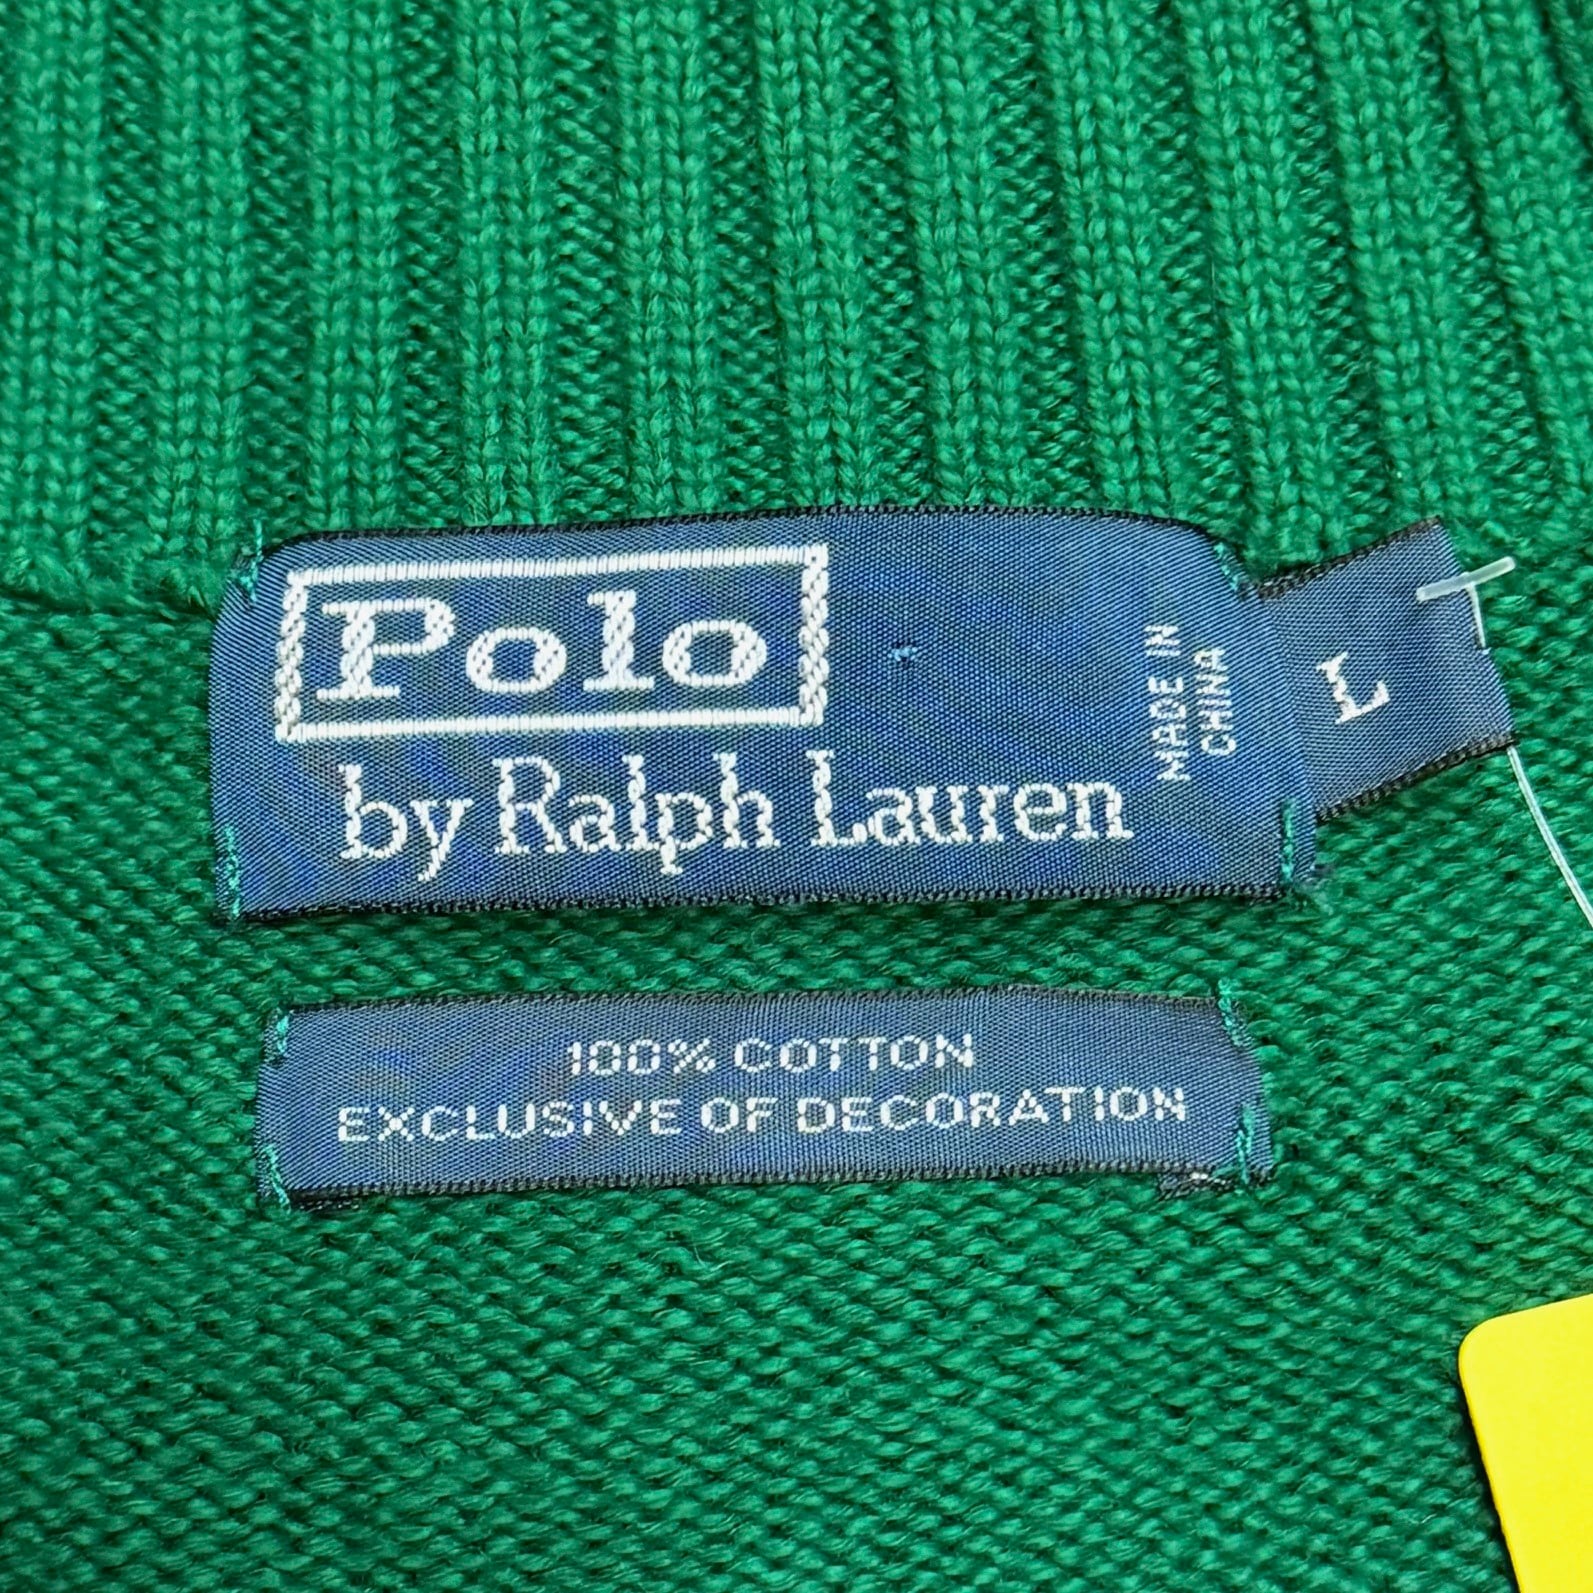 Polo
by Ralph Lauren
MADE IN
CHINA
L
100% COTTON
EXCLUSIVE OF DECORATION